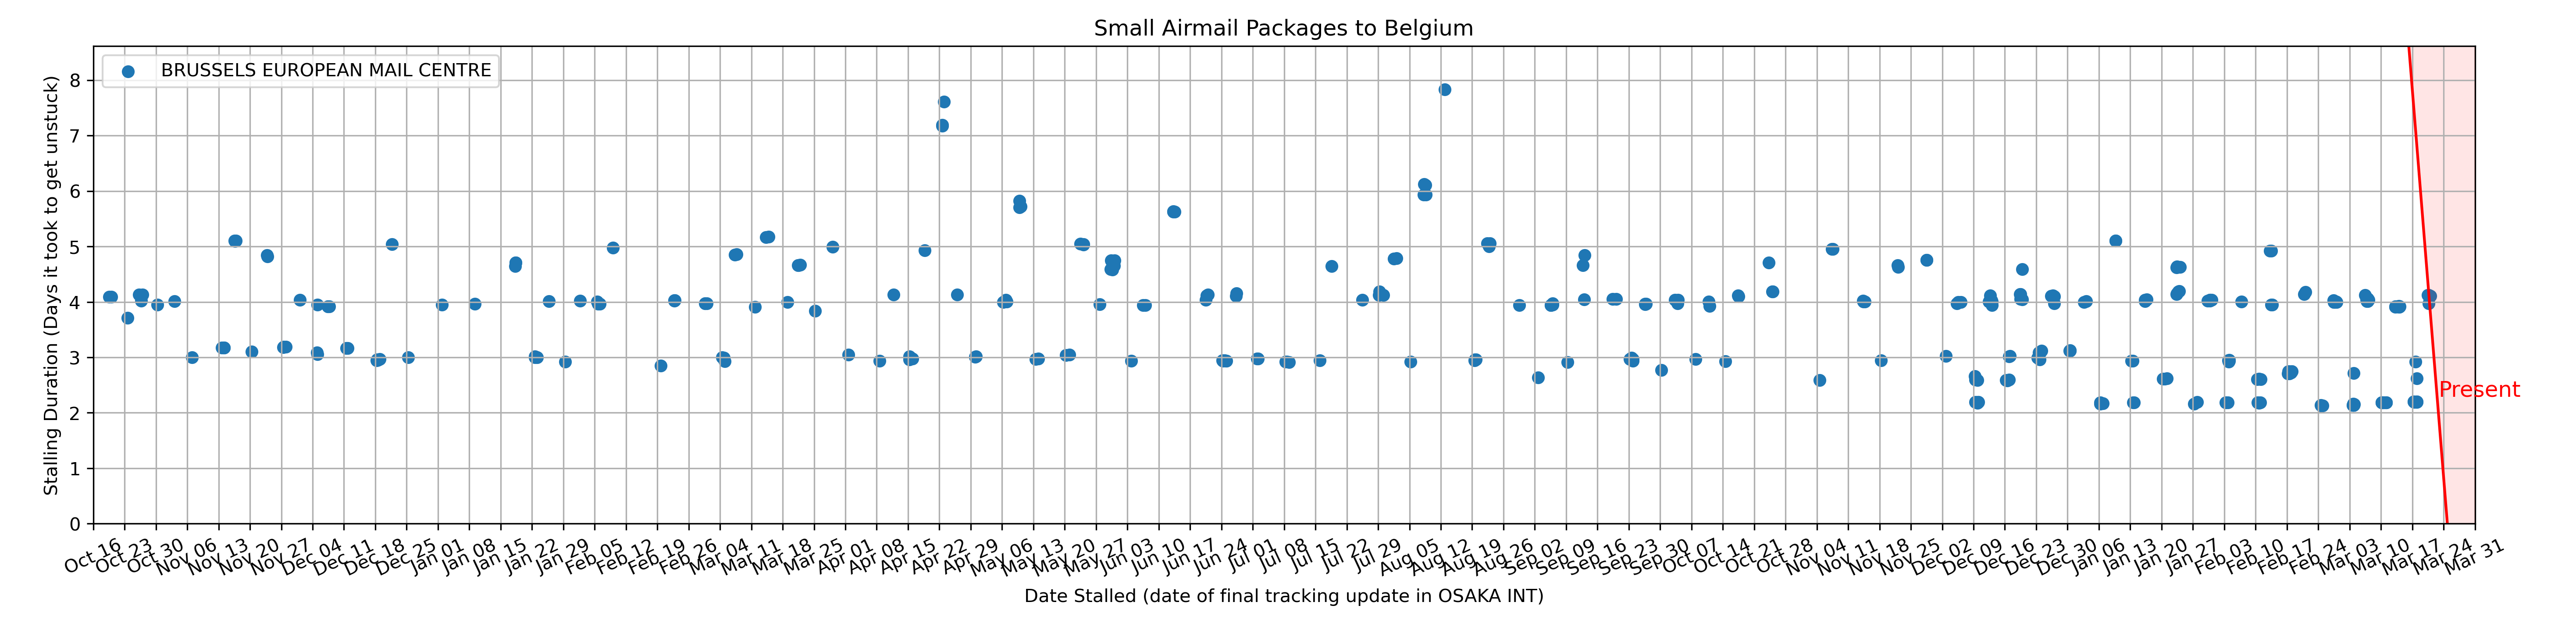 Small Airmail Packages to Belgium
BRUSSELS EUROPEAN MAIL CENTRE
Stalling Duration (Days it took to get unstuck)
8
7
6
5
4
3
2
1
0
Present
Oct 16
Oct 23
Oct 30
Nov 06
Nov 13
Nov 20
Nov 27
Dec 04
Dec 11
Dec 18
Dec 25
Jan 01
Jan 08
Jan 15
Jan 22
Jan 29
Feb 05
Feb 12
Feb 19
Feb 26
Mar 04
Mar 11
Mar 18
Mar 25
Apr 01
Apr 08
Apr 15
Apr 22
Apr 29
May 06
May 13
May 20
May 27
Jun 03
Jun 10
Jun 17
Jun 24
Jul 01
Jul 08
Jul 15
Jul 22
Jul 29
Aug 05
Aug 12
Aug 19
Aug 26
Sep 02
Sep 09
Sep 16
Sep 23
Sep 30
Oct 07
Oct 14
Oct 21
Oct 28
Nov 04
Nov 11
Nov 18
Nov 25
Dec 02
Dec 09
Dec 16
Dec 23
Dec 30
Jan 06
Jan 13
Jan 20
Jan 27
Feb 03
Feb 10
Feb 17
Feb 24
Mar 03
Mar 10
Mar 17
Mar 24
Mar 31
Date Stalled (date of final tracking update in OSAKA INT)